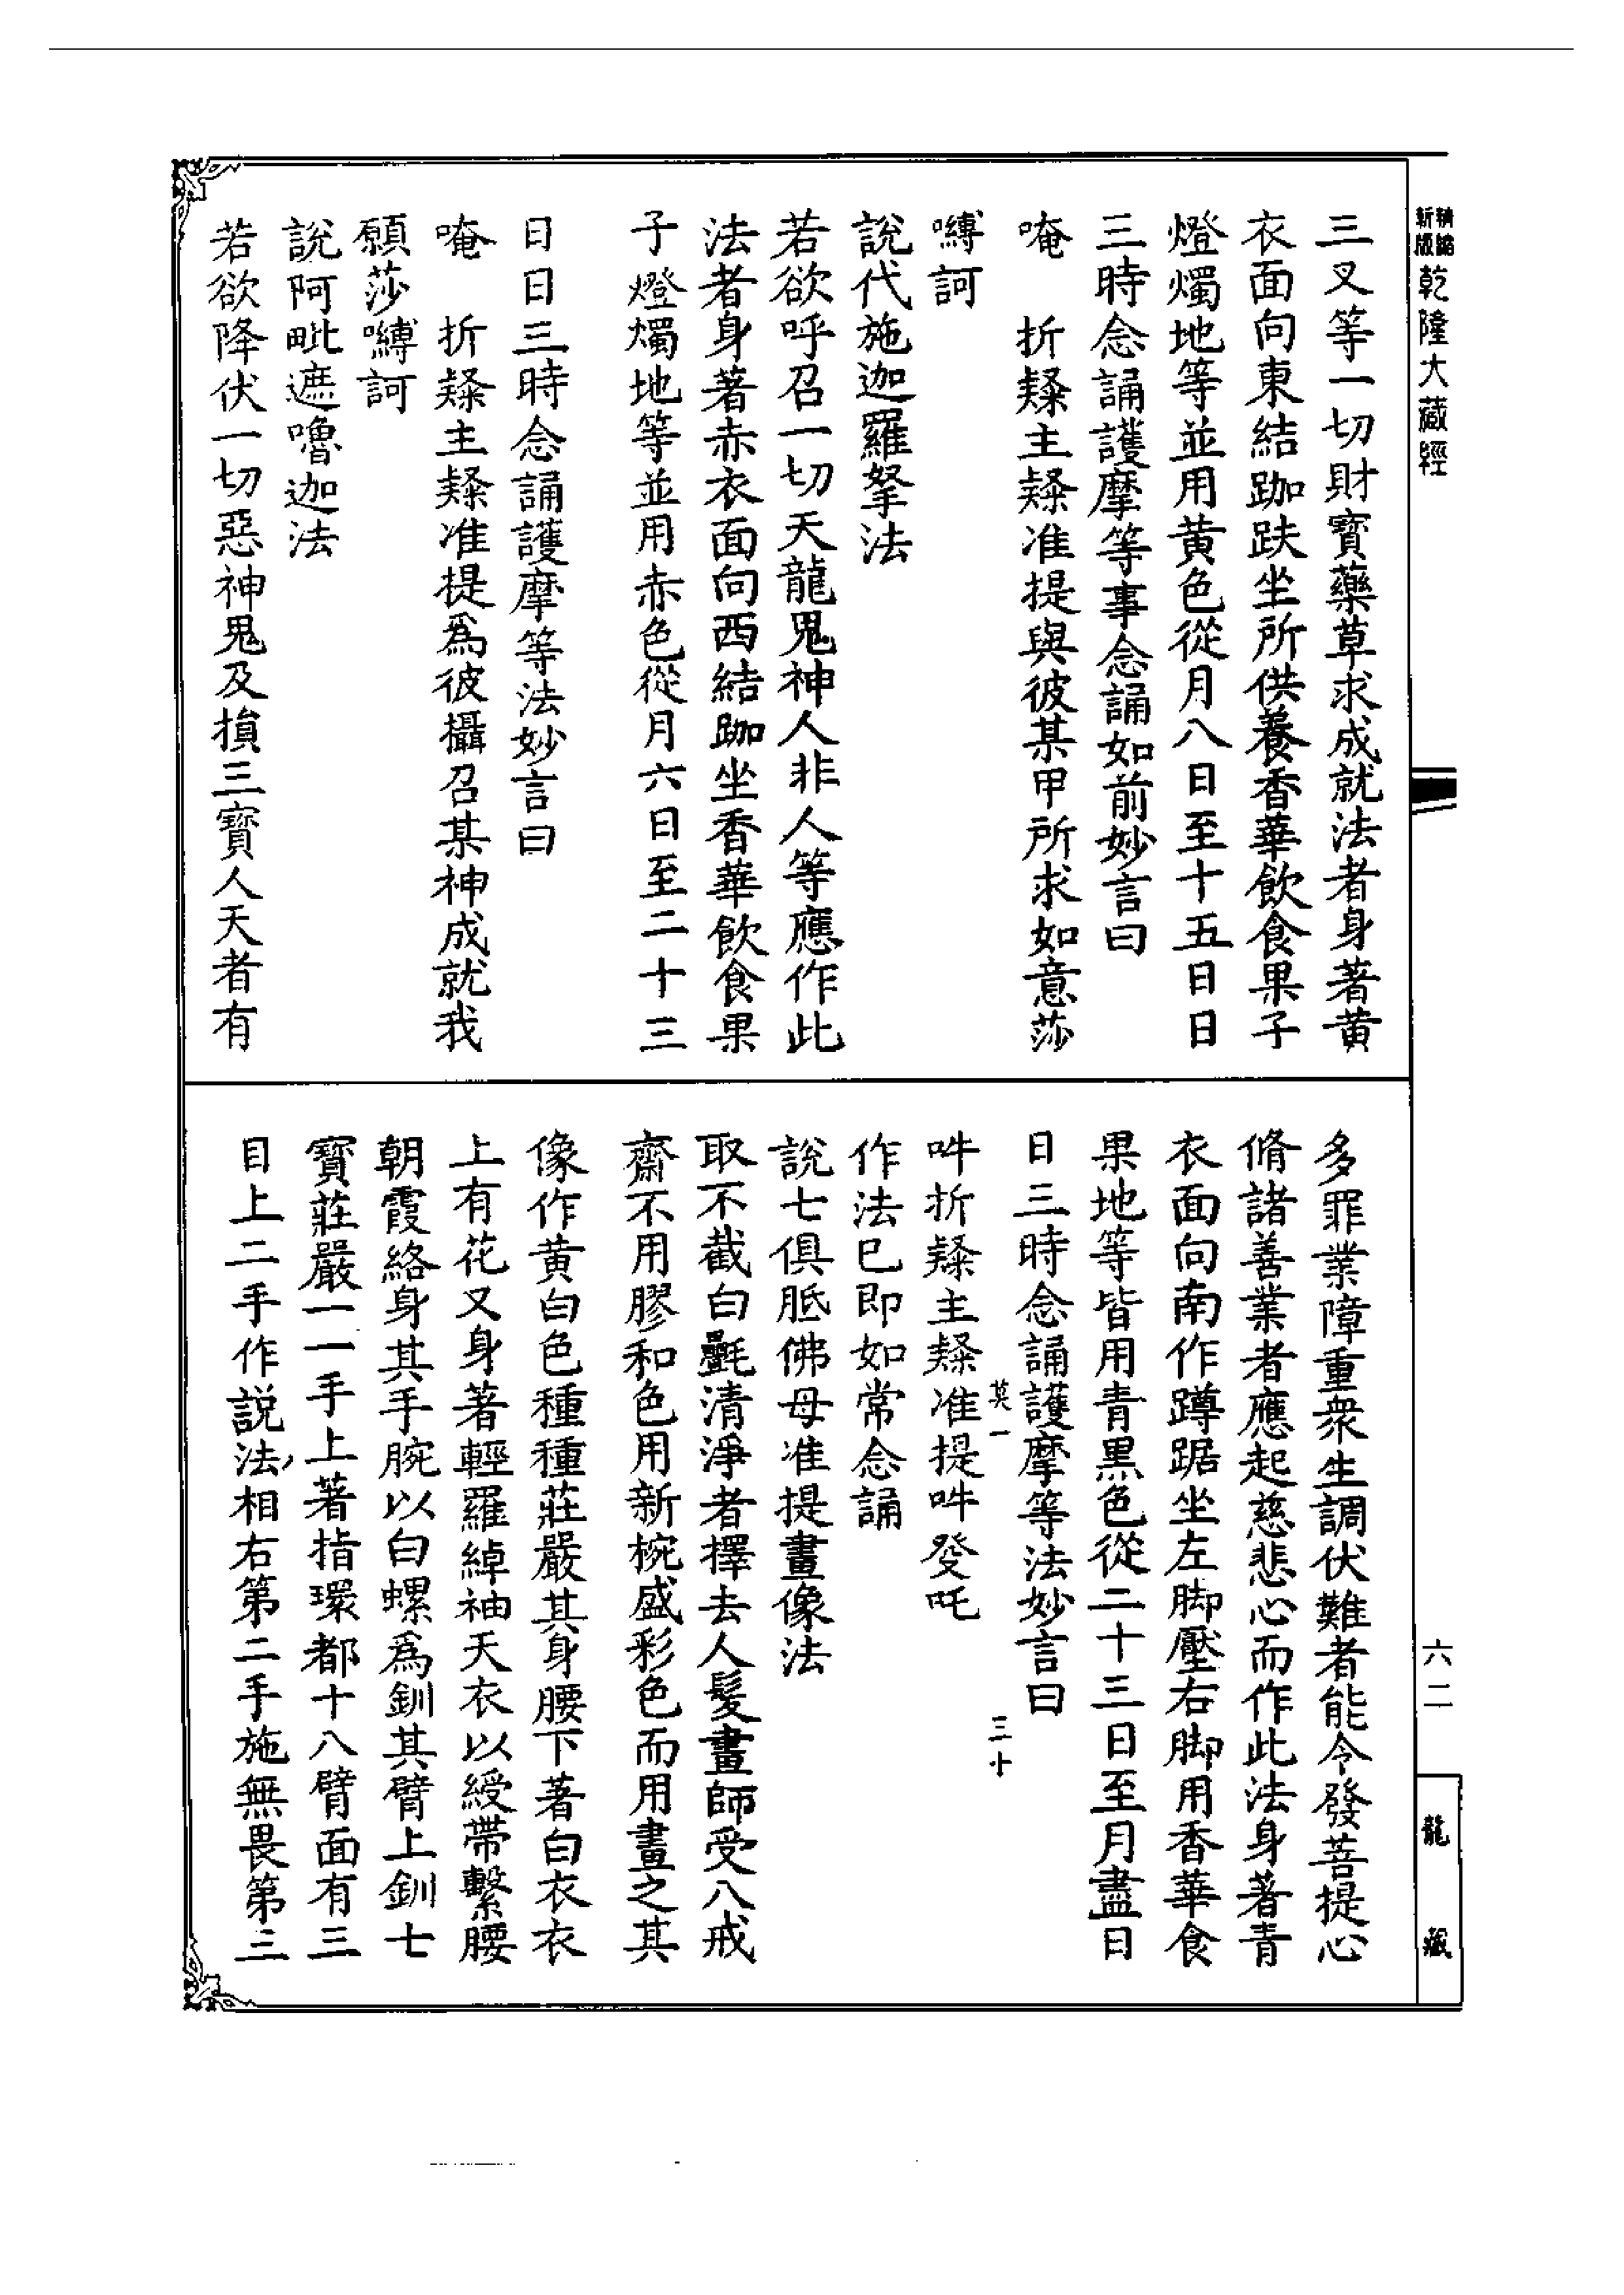 精縮
新版
乾隆大藏經
三叉等一切財寶藥草求成就法者身著黃
衣面向東結跏趺坐所供養香華飲食果子
燈燭地等並用黃色從月八日至十五日日
三時念誦護摩等事念誦如前妙言曰
唵　折隸主隸准提與彼某甲所求如意莎
嚩訶
說代施迦羅拏法
若欲呼召一切天龍鬼神人非人等應作此
法者身著赤衣面向西結跏坐香華飲食果
子燈燭地等並用赤色從月六日至二十三
日日三時念誦護摩等法妙言曰
唵　折隸主隸准提爲彼攝召某神成就我
願莎嚩訶
說阿毗遮嚕迦法
若欲降伏一切惡神鬼及損三寶人天者有
多罪業障重衆生調伏難者能令發菩提心
脩諸善業者應起慈悲心而作此法身著青
衣面向南作蹲踞坐左脚壓右脚用香華食
果地等皆用青黑色從二十三日至月盡日
日三時念誦護摩等法妙言曰
英一　三十
吽折隸主隸准提吽癹吒
作法已即如常念誦
說七俱胝佛母准提畫像法
取不截白㲲清淨者擇去人髮畫師受八戒
齋不用膠和色用新椀盛彩色而用畫之其
像作黃白色種種莊嚴其身腰下著白衣衣
上有花又身著輕羅綽袖天衣以綬帶繫腰
朝霞絡身其手腕以白螺爲釧其臂上釧七
寶莊嚴一一手上著指環都十八臂面有三
目上二手作説法相右第二手施無畏第三
六二
龍藏